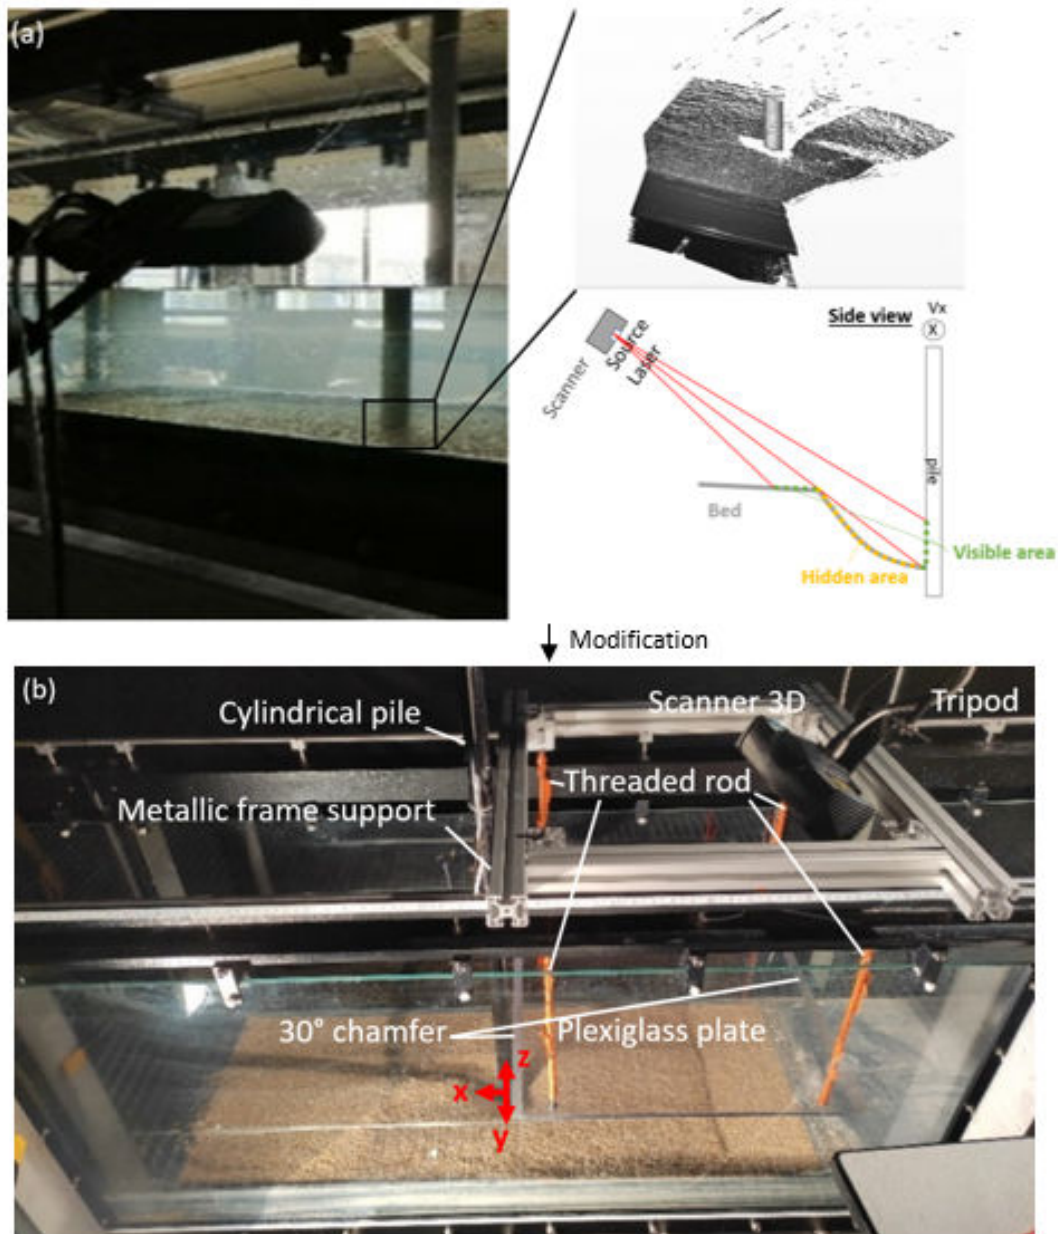 (a)
Side view
Vx
X
Scanner
Source
Laser
pile
Bed
Visible area
Hidden area
Modification
(b)
Cylindrical pile
Scanner 3D
Tripod
Threaded rod
Metallic frame support
30° chamfer
Plexiglass plate
z
x
y